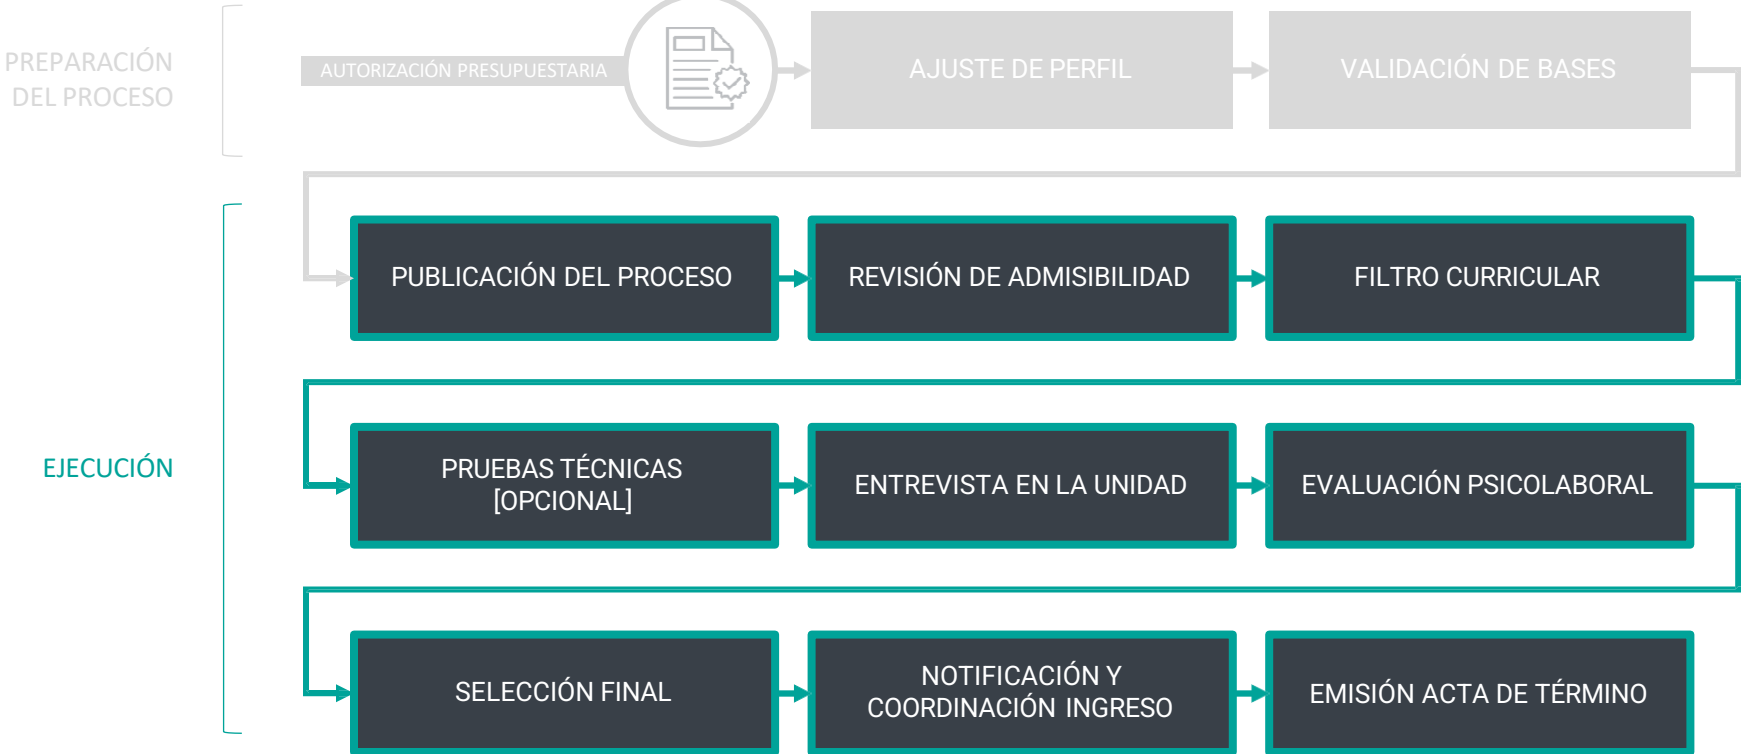 PREPARACIÓN
DEL PROCESO
AUTORIZACIÓN PRESUPUESTARIA
AJUSTE DE PERFIL
VALIDACIÓN DE BASES
EJECUCIÓN
PUBLICACIÓN DEL PROCESO
REVISIÓN DE ADMISIBILIDAD
FILTRO CURRICULAR
PRUEBAS TÉCNICAS
[OPCIONAL]
ENTREVISTA EN LA UNIDAD
EVALUACIÓN PSICOLABORAL
SELECCIÓN FINAL
NOTIFICACIÓN Y
COORDINACIÓN INGRESO
EMISIÓN ACTA DE TÉRMINO